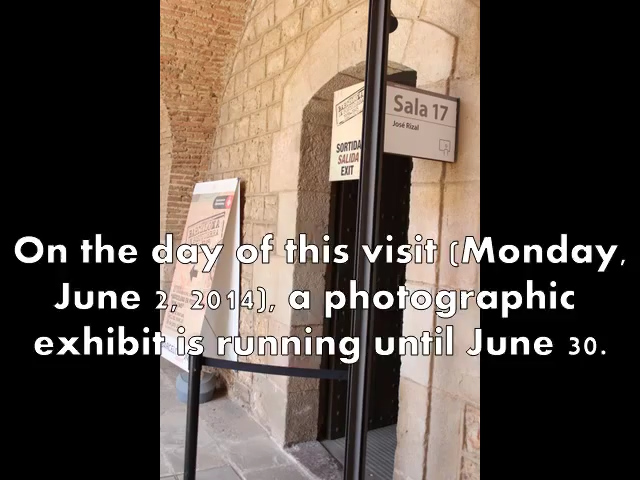 Sala 17
José Rizal
SORTIDA
SALIDA
EXIT
On the day of this visit (Monday,
June 2, 2014), a photographic
exhibit is running until June 30.